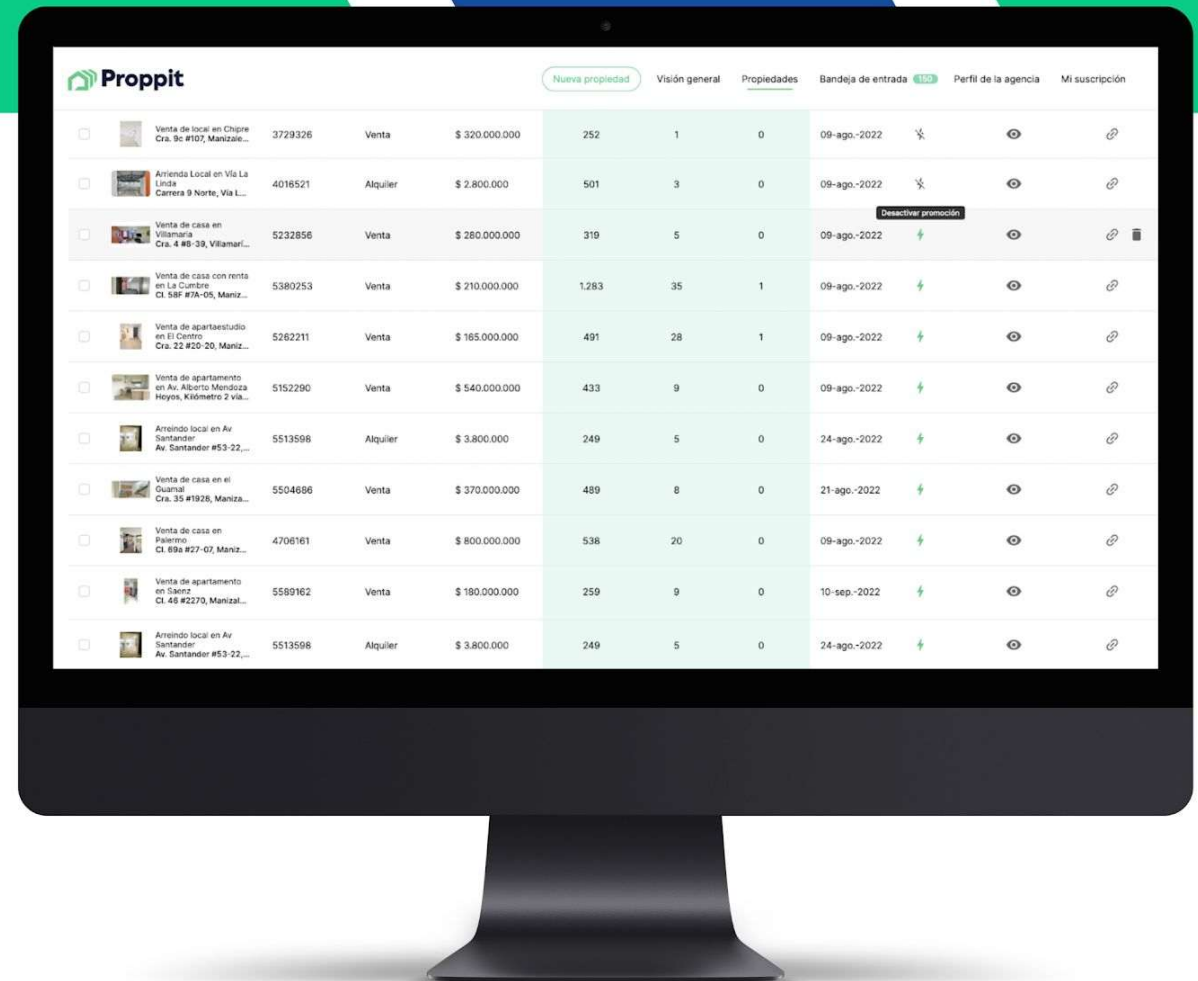 Proppit
Nueva propiedad Visión general Propiedades Bandeja de entrada 150 Perfil de la agencia Mi suscripción
Venta de local en Chipre
Cra. 9c #107, Manizale... 3729326 Venta $ 320.000.000 252 1 0 09-ago.-2022
Arrienda Local en Vía La
Linda
Carrera 9 Norte, Vía L... 4016521 Alquiler $ 2.800.000 501 3 0 09-ago.-2022
Desactivar promoción
Venta de casa en
Villamaria
Cra. 4 #8-39, Villamarí... 5232856 Venta $ 280.000.000 319 5 0 09-ago.-2022
Venta de casa con renta
en La Cumbre
Cl. 58F #7A-05, Maniz... 5380253 Venta $ 210.000.000 1.283 35 1 09-ago.-2022
Venta de apartaestudio
en El Centro
Cra. 22 #20-20, Maniz... 5262211 Venta $ 165.000.000 491 28 1 09-ago.-2022
Venta de apartamento
en Av. Alberto Mendoza
Hoyos, Kilómetro 2 vía... 5152290 Venta $ 540.000.000 433 9 0 09-ago.-2022
Arreindo local en Av
Santander
Av. Santander #53-22,... 5513598 Alquiler $ 3.800.000 249 5 0 24-ago.-2022
Venta de casa en el
Guamal
Cra. 35 #1928, Maniza... 5504686 Venta $ 370.000.000 489 8 0 21-ago.-2022
Venta de casa en
Palermo
Cl. 69a #27-07, Maniz... 4706161 Venta $ 800.000.000 538 20 0 09-ago.-2022
Venta de apartamento
en Saenz
Cl. 46 #2270, Manizal... 5589162 Venta $ 180.000.000 259 9 0 10-sep.-2022
Arreindo local en Av
Santander
Av. Santander #53-22,... 5513598 Alquiler $ 3.800.000 249 5 0 24-ago.-2022